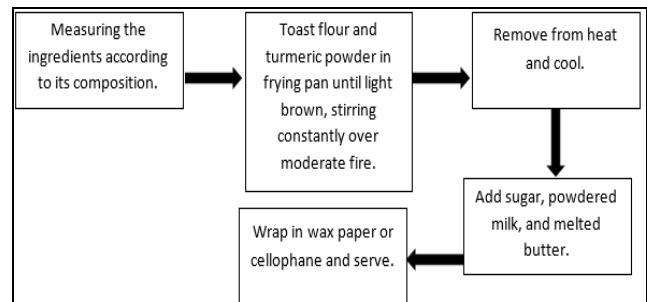 Measuring the
ingredients according
to its composition.
Toast flour and
turmeric powder in
frying pan until light
brown, stirring
constantly over
moderate fire.
Remove from heat
and cool.
Add sugar, powdered
milk, and melted
butter.
Wrap in wax paper or
cellophane and serve.